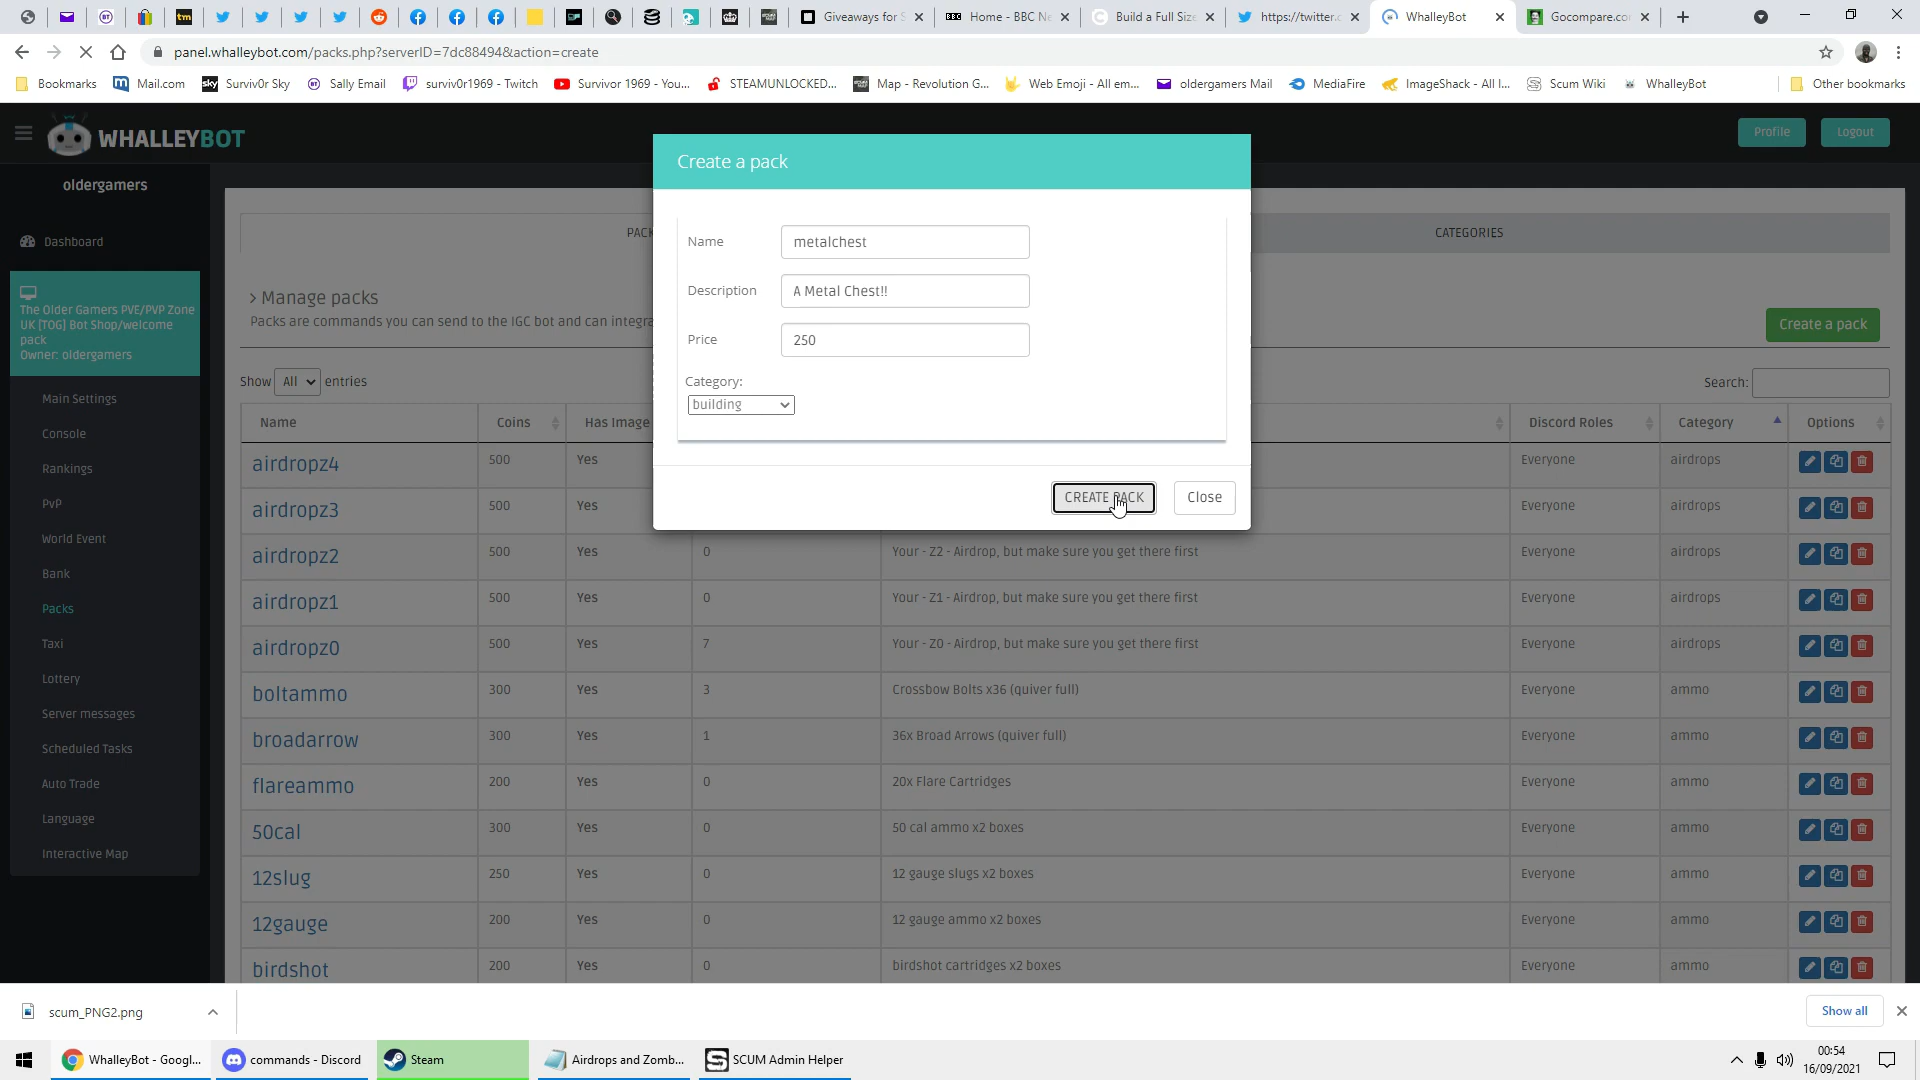 Giveaways for S
Home - BBC Ne
Build a Full Size
https://twitter.c
WhalleyBot
Gocompare.co
panel.whalleybot.com/packs.php?serverID=7dc88494&action=create
Bookmarks
Mail.com
Surviv0r Sky
Sally Email
surviv0r1969 - Twitch
Survivor 1969 - You...
STEAMUNLOCKED...
Map - Revolution G...
Web Emoji - All em...
oldergamers Mail
MediaFire
ImageShack - All I...
Scum Wiki
WhalleyBot
Other bookmarks
WHALLEYBOT
Profile
Logout
oldergamers
Dashboard
The Older Gamers PVE/PVP Zone
UK [TOG] Bot Shop/welcome
pack
Owner: oldergamers
Main Settings
Console
Rankings
PvP
World Event
Bank
Packs
Taxi
Lottery
Server messages
Scheduled Tasks
Auto Trade
Language
Interactive Map
PACK
CATEGORIES
> Manage packs
Packs are commands you can send to the IGC bot and can integra
Create a pack
Show All entries
Search:
Create a pack
Name metalchest
Description A Metal Chest!!
Price 250
Category:
building
CREATE PACK
Close
Name Coins Has Image Discord Roles Category Options
airdropz4 500 Yes Everyone airdrops
airdropz3 500 Yes Everyone airdrops
airdropz2 500 Yes 0 Your - Z2 - Airdrop, but make sure you get there first Everyone airdrops
airdropz1 500 Yes 0 Your - Z1 - Airdrop, but make sure you get there first Everyone airdrops
airdropz0 500 Yes 7 Your - Z0 - Airdrop, but make sure you get there first Everyone airdrops
boltammo 300 Yes 3 Crossbow Bolts x36 (quiver full) Everyone ammo
broadarrow 300 Yes 1 36x Broad Arrows (quiver full) Everyone ammo
flareammo 200 Yes 0 20x Flare Cartridges Everyone ammo
50cal 300 Yes 0 50 cal ammo x2 boxes Everyone ammo
12slug 250 Yes 0 12 gauge slugs x2 boxes Everyone ammo
12gauge 200 Yes 0 12 gauge ammo x2 boxes Everyone ammo
birdshot 200 Yes 0 birdshot cartridges x2 boxes Everyone ammo
scum_PNG2.png
Show all
WhalleyBot - Googl...
commands - Discord
Steam
Airdrops and Zomb...
SCUM Admin Helper
00:54
16/09/2021